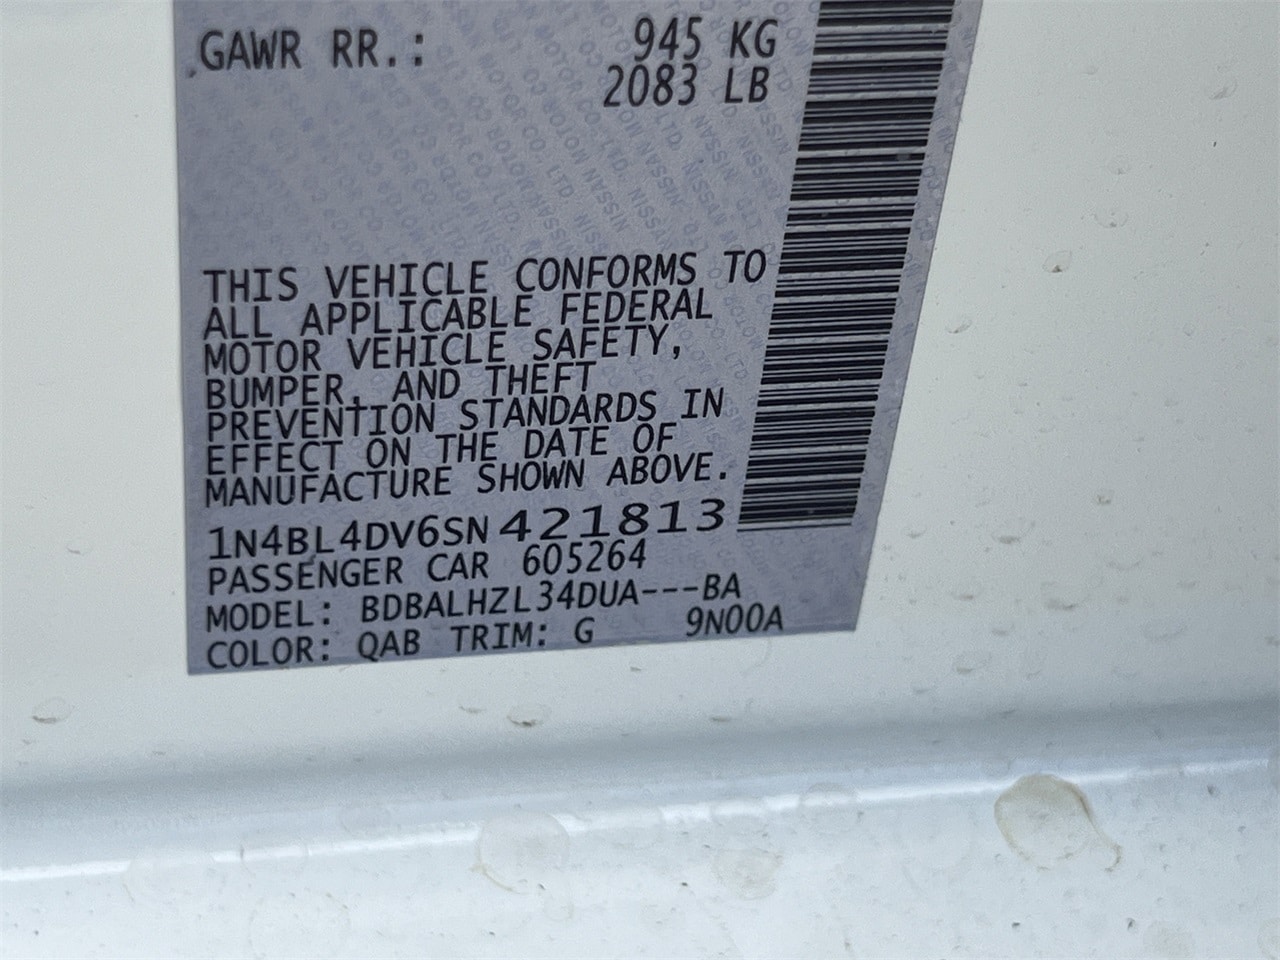 GAWR RR.: 945 KG
2083 LB
THIS VEHICLE CONFORMS TO
ALL APPLICABLE FEDERAL
MOTOR VEHICLE SAFETY,
BUMPER, AND THEFT
PREVENTION STANDARDS IN
EFFECT ON THE DATE OF
MANUFACTURE SHOWN ABOVE.
1N4BL4DV6SN421813
PASSENGER CAR 605264
MODEL: BDBALHZL34DUA---BA
COLOR: QAB TRIM: G 9N00A